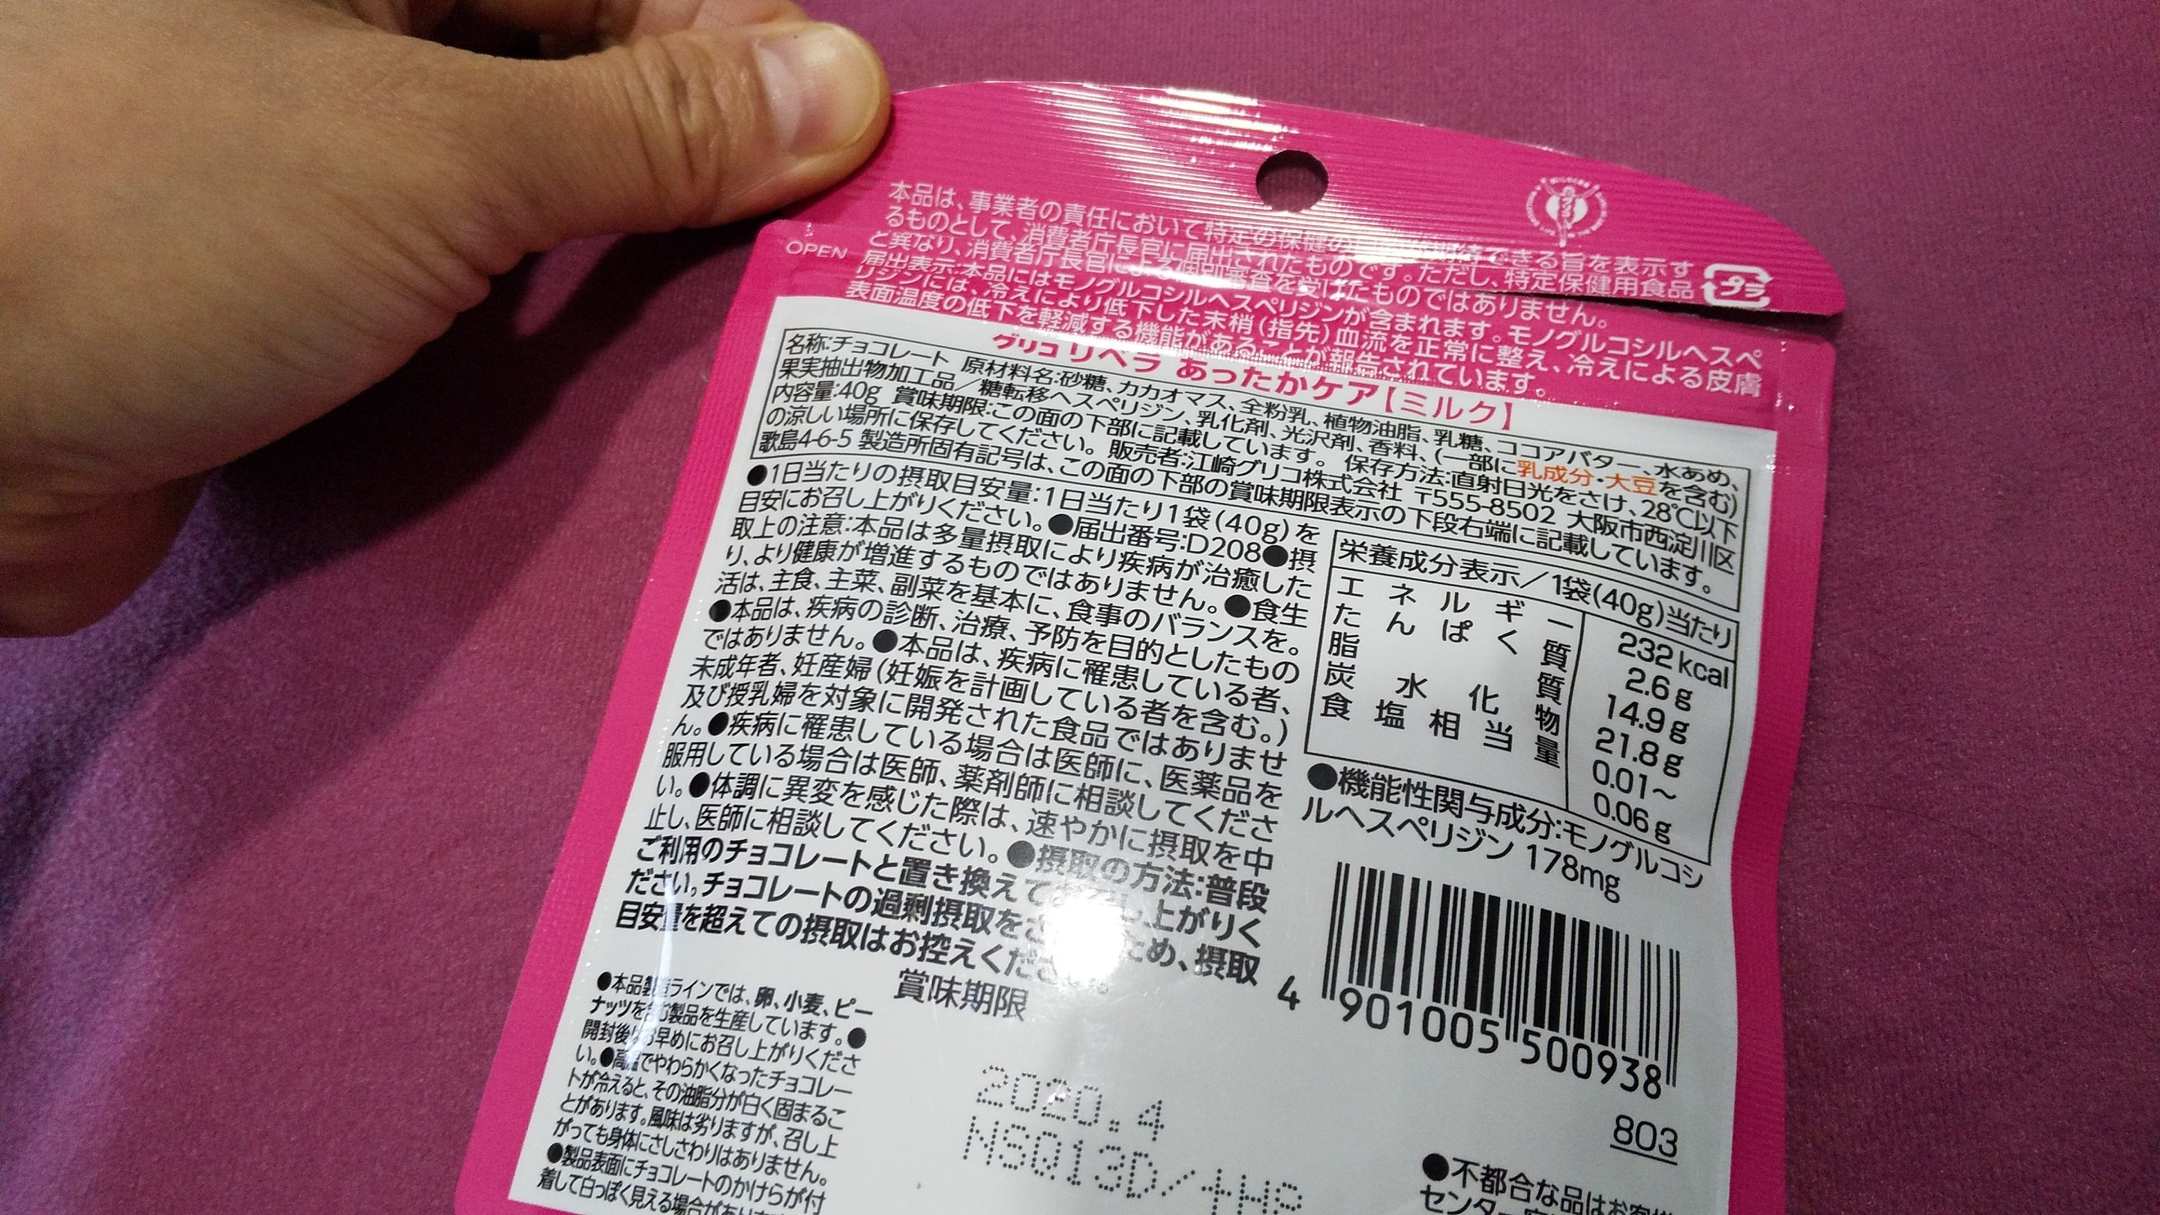 本品は、事業者の責任において特定の保健の できる旨を表示す
るものとして、消費者庁長官に届出されたものです。ただし、特定保健用食品
と異なり、消費者庁長官による個別審査を受けたものではありません。
OPEN
プラ
届出表示:本品にはモノグルコシルヘスペリジンが含まれます。モノグルコシルヘスペ
リジンには、冷えにより低下した末梢(指先)血流を正常に整え、冷えによる皮膚
表面温度の低下を軽減する機能があることが報告されています。
グリコ リベラ あったかケア【ミルク】
名称:チョコレート 原材料名:砂糖、カカオマス、全粉乳、植物油脂、乳糖、ココアバター、水あめ、
果実抽出物加工品/糖転移ヘスペリジン、乳化剤、光沢剤、香料、(一部に乳成分・大豆を含む)
内容量:40g 賞味期限:この面の下部に記載しています。 保存方法:直射日光をさけ、28℃以下
の涼しい場所に保存してください。 販売者:江崎グリコ株式会社 〒555-8502 大阪市西淀川区
歌島4-6-5 製造所固有記号は、この面の下部の賞味期限表示の下段右端に記載しています。
●1日当たりの摂取目安量:1日当たり1袋(40g)を
目安にお召し上がりください。●届出番号:D208●摂
取上の注意:本品は多量摂取により疾病が治癒した
り、より健康が増進するものではありません。●食生
活は、主食、主菜、副菜を基本に、食事のバランスを。
●本品は、疾病の診断、治療、予防を目的としたもの
ではありません。●本品は、疾病に罹患している者、
未成年者、妊産婦(妊娠を計画している者を含む。)
及び授乳婦を対象に開発された食品ではありませ
ん。●疾病に罹患している場合は医師に、医薬品を
服用している場合は医師、薬剤師に相談してくださ
い。●体調に異変を感じた際は、速やかに摂取を中
止し、医師に相談してください。●摂取の方法:普段
ご利用のチョコレートと置き換えて 上がりく
ださい。チョコレートの過剰摂取を ため、摂取
目安量を超えての摂取はお控えくだ
栄養成分表示/1袋(40g)当たり
エネルギー 232kcal
たんぱく質 2.6g
脂質 14.9g
炭水化物 21.8g
食塩相当量 0.01〜
0.06g
●機能性関与成分:モノグルコシ
ルヘスペリジン 178mg
4 901005 500938
803
●本品製造ラインでは、卵、小麦、ピー
ナッツを含む製品を生産しています。●
開封後はお早めにお召し上がりくださ
い。●高温でやわらかくなったチョコレー
トが冷えると、その油脂分が白く固まるこ
とがあります。風味は劣りますが、召し上
がっても身体にさしさわりはありません。
●製品表面にチョコレートのかけらが付
着して白っぽく見える場合があり
賞味期限
2020.4
NSQ13D/+H8
●不都合な品はお客様
センター